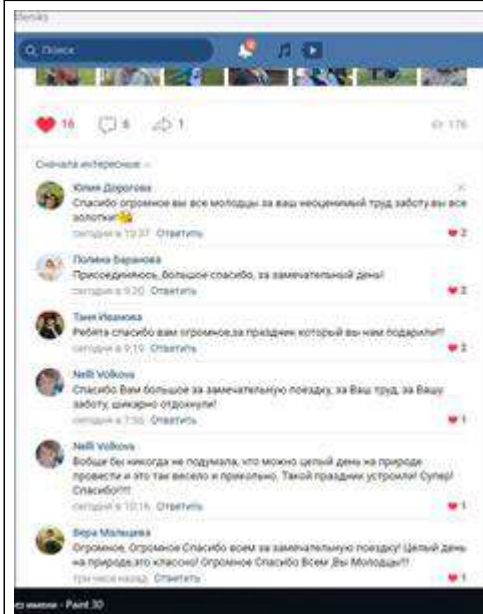 Поиск
16 6 1 176
Сначала интересные
Юлия Дорогова
Спасибо огромное вы все молодцы за ваш неоценимый труд заботу.вы все
золотки!
сегодня в 10:37 Ответить 2
Полина Баранова
Присоединяюсь, большое спасибо, за замечательный день!
сегодня в 9:20 Ответить 2
Таня Иванова
Ребята спасибо вам огромное,за праздник который вы нам подарили!!!
сегодня в 9:19 Ответить 2
Nelli Volkova
Спасибо Вам большое за замечательную поездку, за Ваш труд, за Вашу
заботу, шикарно отдохнули!
сегодня в 7:56 Ответить 1
Nelli Volkova
Вобще бы никогда не подумала, что можно целый день на природе
провести и это так весело и прикольно. Такой праздник устроили! Супер!
Спасибо!!!!
сегодня в 10:16 Ответить 1
Вера Мальцева
Огромное, Огромное Спасибо всем за замечательную поездку! Целый день
на природе,это классно! Огромное Спасибо Всем ,Вы Молодцы!!!
три часа назад Ответить 1
ез имени - Paint 3D